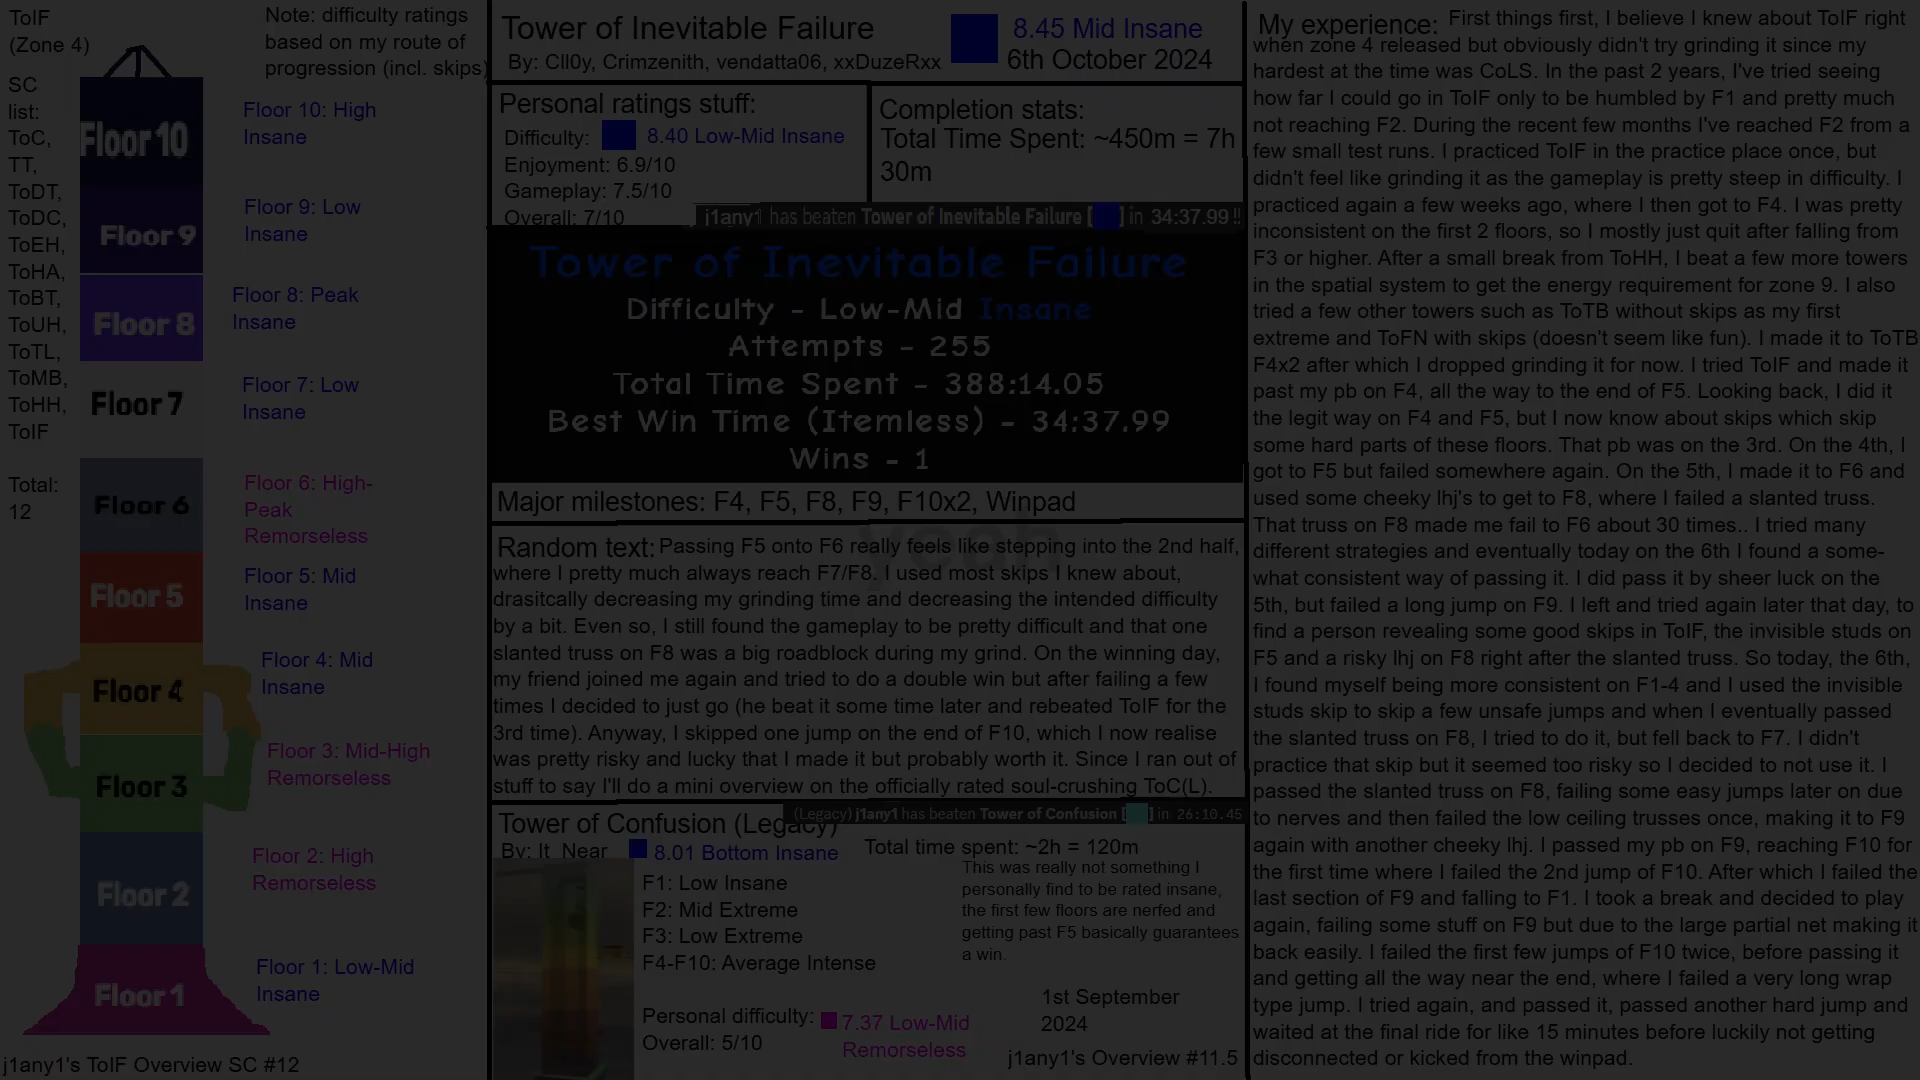 ToIF
(Zone 4)
SC
list:
ToC,
TT,
ToDT,
ToDC,
ToEH,
ToHA,
ToBT,
ToUH,
ToTL,
ToMB,
ToHH,
ToIF
Total:
12
Note: difficulty ratings
based on my route of
progression (incl. skips)
Floor 10
Floor 10: High
Insane
Floor 9
Floor 9: Low
Insane
Floor 8
Floor 8: Peak
Insane
Floor 7
Floor 7: Low
Insane
Floor 6
Floor 6: High-
Peak
Remorseless
Floor 5
Floor 5: Mid
Insane
Floor 4
Floor 4: Mid
Insane
Floor 3
Floor 3: Mid-High
Remorseless
Floor 2
Floor 2: High
Remorseless
Floor 1
Floor 1: Low-Mid
Insane
j1any1's ToIF Overview SC #12
Tower of Inevitable Failure
By: Cll0y, Crimzenith, vendatta06, xxDuzeRxx
8.45 Mid Insane
6th October 2024
Personal ratings stuff:
Difficulty: 8.40 Low-Mid Insane
Enjoyment: 6.9/10
Gameplay: 7.5/10
Overall: 7/10
Completion stats:
Total Time Spent: ~450m = 7h
30m
j1any1 has beaten Tower of Inevitable Failure [ ] in 34:37.99 !!
Tower of Inevitable Failure
Difficulty - Low-Mid Insane
Attempts - 255
Total Time Spent - 388:14.05
Best Win Time (Itemless) - 34:37.99
Wins - 1
Major milestones: F4, F5, F8, F9, F10x2, Winpad
yeah
Random text: Passing F5 onto F6 really feels like stepping into the 2nd half,
where I pretty much always reach F7/F8. I used most skips I knew about,
drasitcally decreasing my grinding time and decreasing the intended difficulty
by a bit. Even so, I still found the gameplay to be pretty difficult and that one
slanted truss on F8 was a big roadblock during my grind. On the winning day,
my friend joined me again and tried to do a double win but after failing a few
times I decided to just go (he beat it some time later and rebeated ToIF for the
3rd time). Anyway, I skipped one jump on the end of F10, which I now realise
was pretty risky and lucky that I made it but probably worth it. Since I ran out of
stuff to say I'll do a mini overview on the officially rated soul-crushing ToC(L).
(Legacy) j1any1 has beaten Tower of Confusion [ ] in 26:10.45
Tower of Confusion (Legacy)
By: It_Near
8.01 Bottom Insane
Total time spent: ~2h = 120m
F1: Low Insane
F2: Mid Extreme
F3: Low Extreme
F4-F10: Average Intense
This was really not something I
personally find to be rated insane,
the first few floors are nerfed and
getting past F5 basically guarantees
a win.
Personal difficulty: 7.37 Low-Mid
Remorseless
Overall: 5/10
1st September
2024
j1any1's Overview #11.5
My experience: First things first, I believe I knew about ToIF right
when zone 4 released but obviously didn't try grinding it since my
hardest at the time was CoLS. In the past 2 years, I've tried seeing
how far I could go in ToIF only to be humbled by F1 and pretty much
not reaching F2. During the recent few months I've reached F2 from a
few small test runs. I practiced ToIF in the practice place once, but
didn't feel like grinding it as the gameplay is pretty steep in difficulty. I
practiced again a few weeks ago, where I then got to F4. I was pretty
inconsistent on the first 2 floors, so I mostly just quit after falling from
F3 or higher. After a small break from ToHH, I beat a few more towers
in the spatial system to get the energy requirement for zone 9. I also
tried a few other towers such as ToTB without skips as my first
extreme and ToFN with skips (doesn't seem like fun). I made it to ToTB
F4x2 after which I dropped grinding it for now. I tried ToIF and made it
past my pb on F4, all the way to the end of F5. Looking back, I did it
the legit way on F4 and F5, but I now know about skips which skip
some hard parts of these floors. That pb was on the 3rd. On the 4th, I
got to F5 but failed somewhere again. On the 5th, I made it to F6 and
used some cheeky lhj's to get to F8, where I failed a slanted truss.
That truss on F8 made me fail to F6 about 30 times.. I tried many
different strategies and eventually today on the 6th I found a some-
what consistent way of passing it. I did pass it by sheer luck on the
5th, but failed a long jump on F9. I left and tried again later that day, to
find a person revealing some good skips in ToIF, the invisible studs on
F5 and a risky lhj on F8 right after the slanted truss. So today, the 6th,
I found myself being more consistent on F1-4 and I used the invisible
studs skip to skip a few unsafe jumps and when I eventually passed
the slanted truss on F8, I tried to do it, but fell back to F7. I didn't
practice that skip but it seemed too risky so I decided to not use it. I
passed the slanted truss on F8, failing some easy jumps later on due
to nerves and then failed the low ceiling trusses once, making it to F9
again with another cheeky lhj. I passed my pb on F9, reaching F10 for
the first time where I failed the 2nd jump of F10. After which I failed the
last section of F9 and falling to F1. I took a break and decided to play
again, failing some stuff on F9 but due to the large partial net making it
back easily. I failed the first few jumps of F10 twice, before passing it
and getting all the way near the end, where I failed a very long wrap
type jump. I tried again, and passed it, passed another hard jump and
waited at the final ride for like 15 minutes before luckily not getting
disconnected or kicked from the winpad.